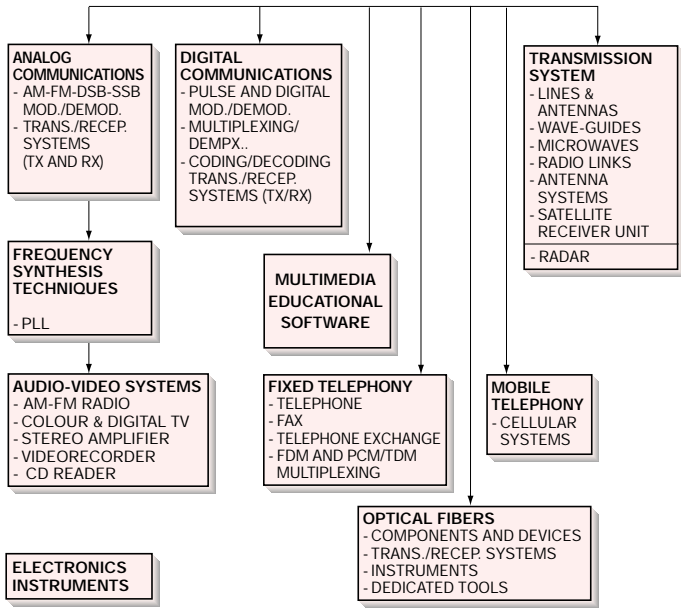 ANALOG
COMMUNICATIONS
- AM-FM-DSB-SSB
MOD./DEMOD.
- TRANS./RECEP.
SYSTEMS
(TX AND RX)
DIGITAL
COMMUNICATIONS
- PULSE AND DIGITAL
MOD./DEMOD.
- MULTIPLEXING/
DEMPX..
- CODING/DECODING
TRANS./RECEP.
SYSTEMS (TX/RX)
TRANSMISSION
SYSTEM
- LINES &
ANTENNAS
- WAVE-GUIDES
- MICROWAVES
- RADIO LINKS
- ANTENNA
SYSTEMS
- SATELLITE
RECEIVER UNIT
- RADAR
FREQUENCY
SYNTHESIS
TECHNIQUES
- PLL
MULTIMEDIA
EDUCATIONAL
SOFTWARE
AUDIO-VIDEO SYSTEMS
- AM-FM RADIO
- COLOUR & DIGITAL TV
- STEREO AMPLIFIER
- VIDEORECORDER
- CD READER
FIXED TELEPHONY
- TELEPHONE
- FAX
- TELEPHONE EXCHANGE
- FDM AND PCM/TDM
MULTIPLEXING
MOBILE
TELEPHONY
- CELLULAR
SYSTEMS
OPTICAL FIBERS
- COMPONENTS AND DEVICES
- TRANS./RECEP. SYSTEMS
- INSTRUMENTS
- DEDICATED TOOLS
ELECTRONICS
INSTRUMENTS